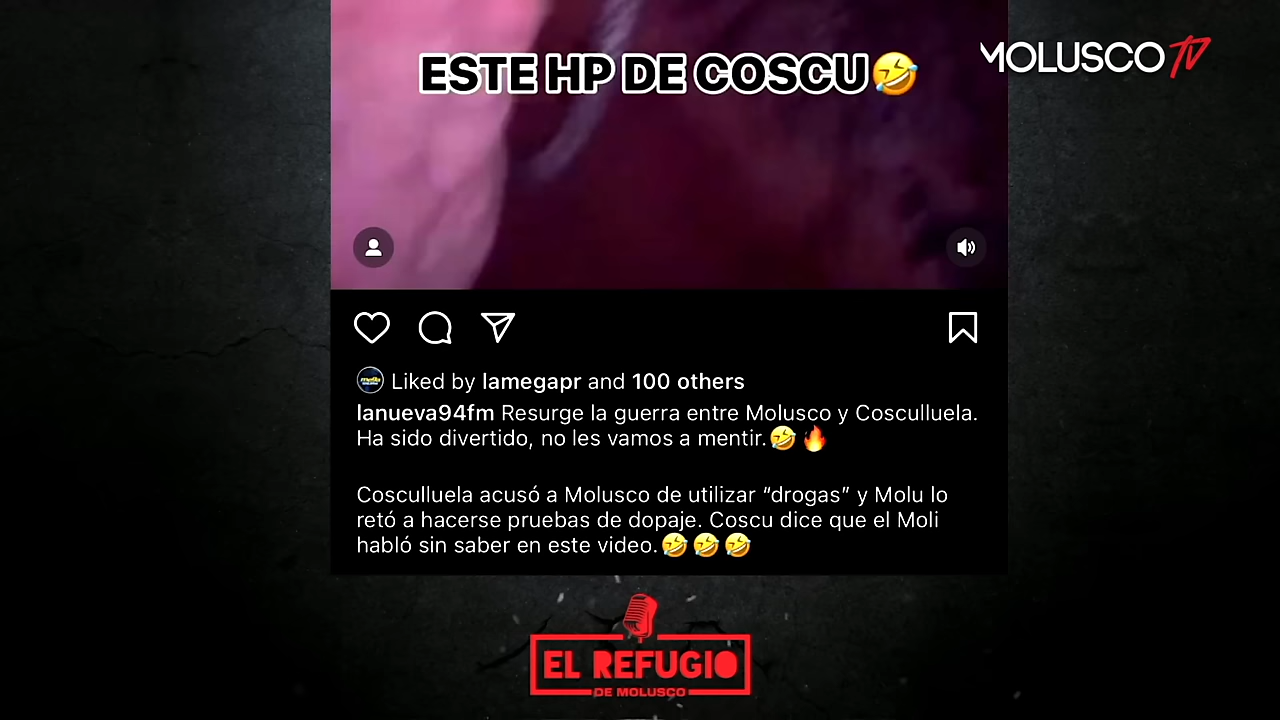 ESTE HP DE COSCU🤣
MOLUSCO TV
Liked by lamegapr and 100 others
lanueva94fm Resurge la guerra entre Molusco y Cosculluela.
Ha sido divertido, no les vamos a mentir.🤣🔥
Cosculluela acusó a Molusco de utilizar “drogas” y Molu lo
retó a hacerse pruebas de dopaje. Coscu dice que el Moli
habló sin saber en este video.🤣🤣🤣
EL REFUGIO
DE MOLUSCO